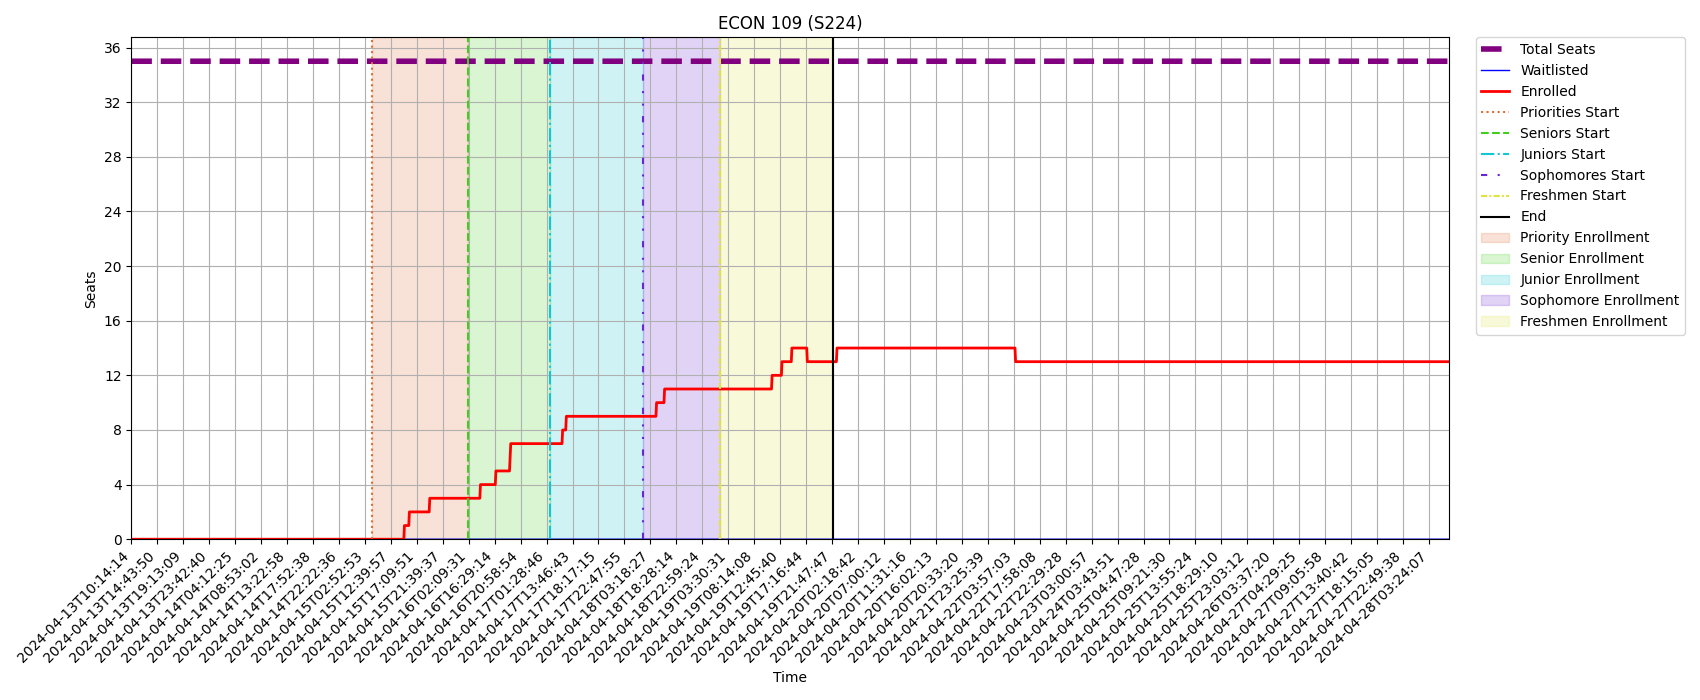 ECON 109 (S224)
36
32
28
24
20
16
12
8
4
0
Seats
2024-04-13T10:14:14
2024-04-13T14:43:50
2024-04-13T19:13:09
2024-04-13T23:42:40
2024-04-14T04:12:25
2024-04-14T08:53:02
2024-04-14T13:22:58
2024-04-14T17:52:38
2024-04-14T22:22:36
2024-04-15T02:52:53
2024-04-15T12:39:57
2024-04-15T17:09:51
2024-04-15T21:39:37
2024-04-16T02:09:31
2024-04-16T16:29:14
2024-04-16T20:58:54
2024-04-17T01:28:46
2024-04-17T13:46:43
2024-04-17T18:17:15
2024-04-17T22:47:55
2024-04-18T03:18:27
2024-04-18T18:28:14
2024-04-18T22:59:24
2024-04-19T03:30:31
2024-04-19T08:14:08
2024-04-19T12:45:40
2024-04-19T17:16:44
2024-04-19T21:47:47
2024-04-20T02:18:42
2024-04-20T07:00:12
2024-04-20T11:31:16
2024-04-20T16:02:13
2024-04-20T20:33:20
2024-04-21T23:25:39
2024-04-22T03:57:03
2024-04-22T17:58:08
2024-04-22T22:29:28
2024-04-23T03:00:57
2024-04-24T03:43:51
2024-04-25T04:47:28
2024-04-25T09:21:30
2024-04-25T13:55:24
2024-04-25T18:29:10
2024-04-25T23:03:12
2024-04-26T08:37:20
2024-04-27T04:29:25
2024-04-27T09:05:58
2024-04-27T13:40:42
2024-04-27T18:15:05
2024-04-27T22:49:38
2024-04-28T03:24:07
Time
Total Seats
Waitlisted
Enrolled
Priorities Start
Seniors Start
Juniors Start
Sophomores Start
Freshmen Start
End
Priority Enrollment
Senior Enrollment
Junior Enrollment
Sophomore Enrollment
Freshmen Enrollment